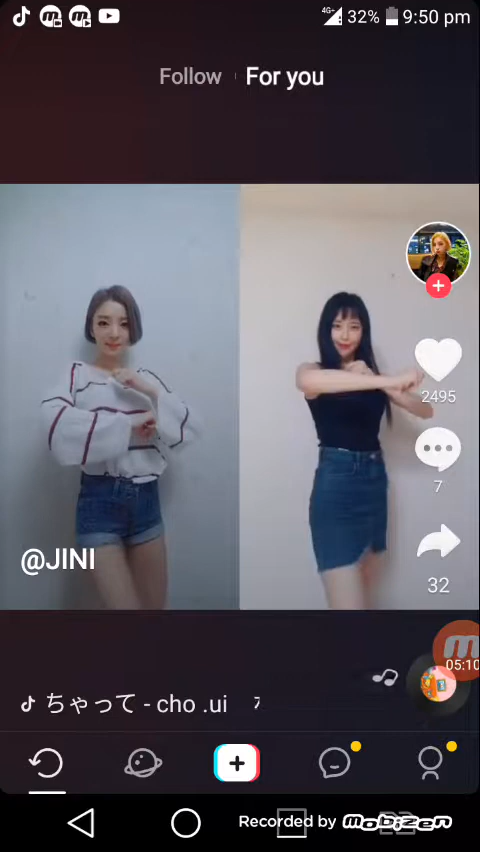 4G+ 32% 9:50 pm
Follow For you
2495
7
@JINI
32
05:10
ちゃって - cho .ui
Recorded by MOBIZEN